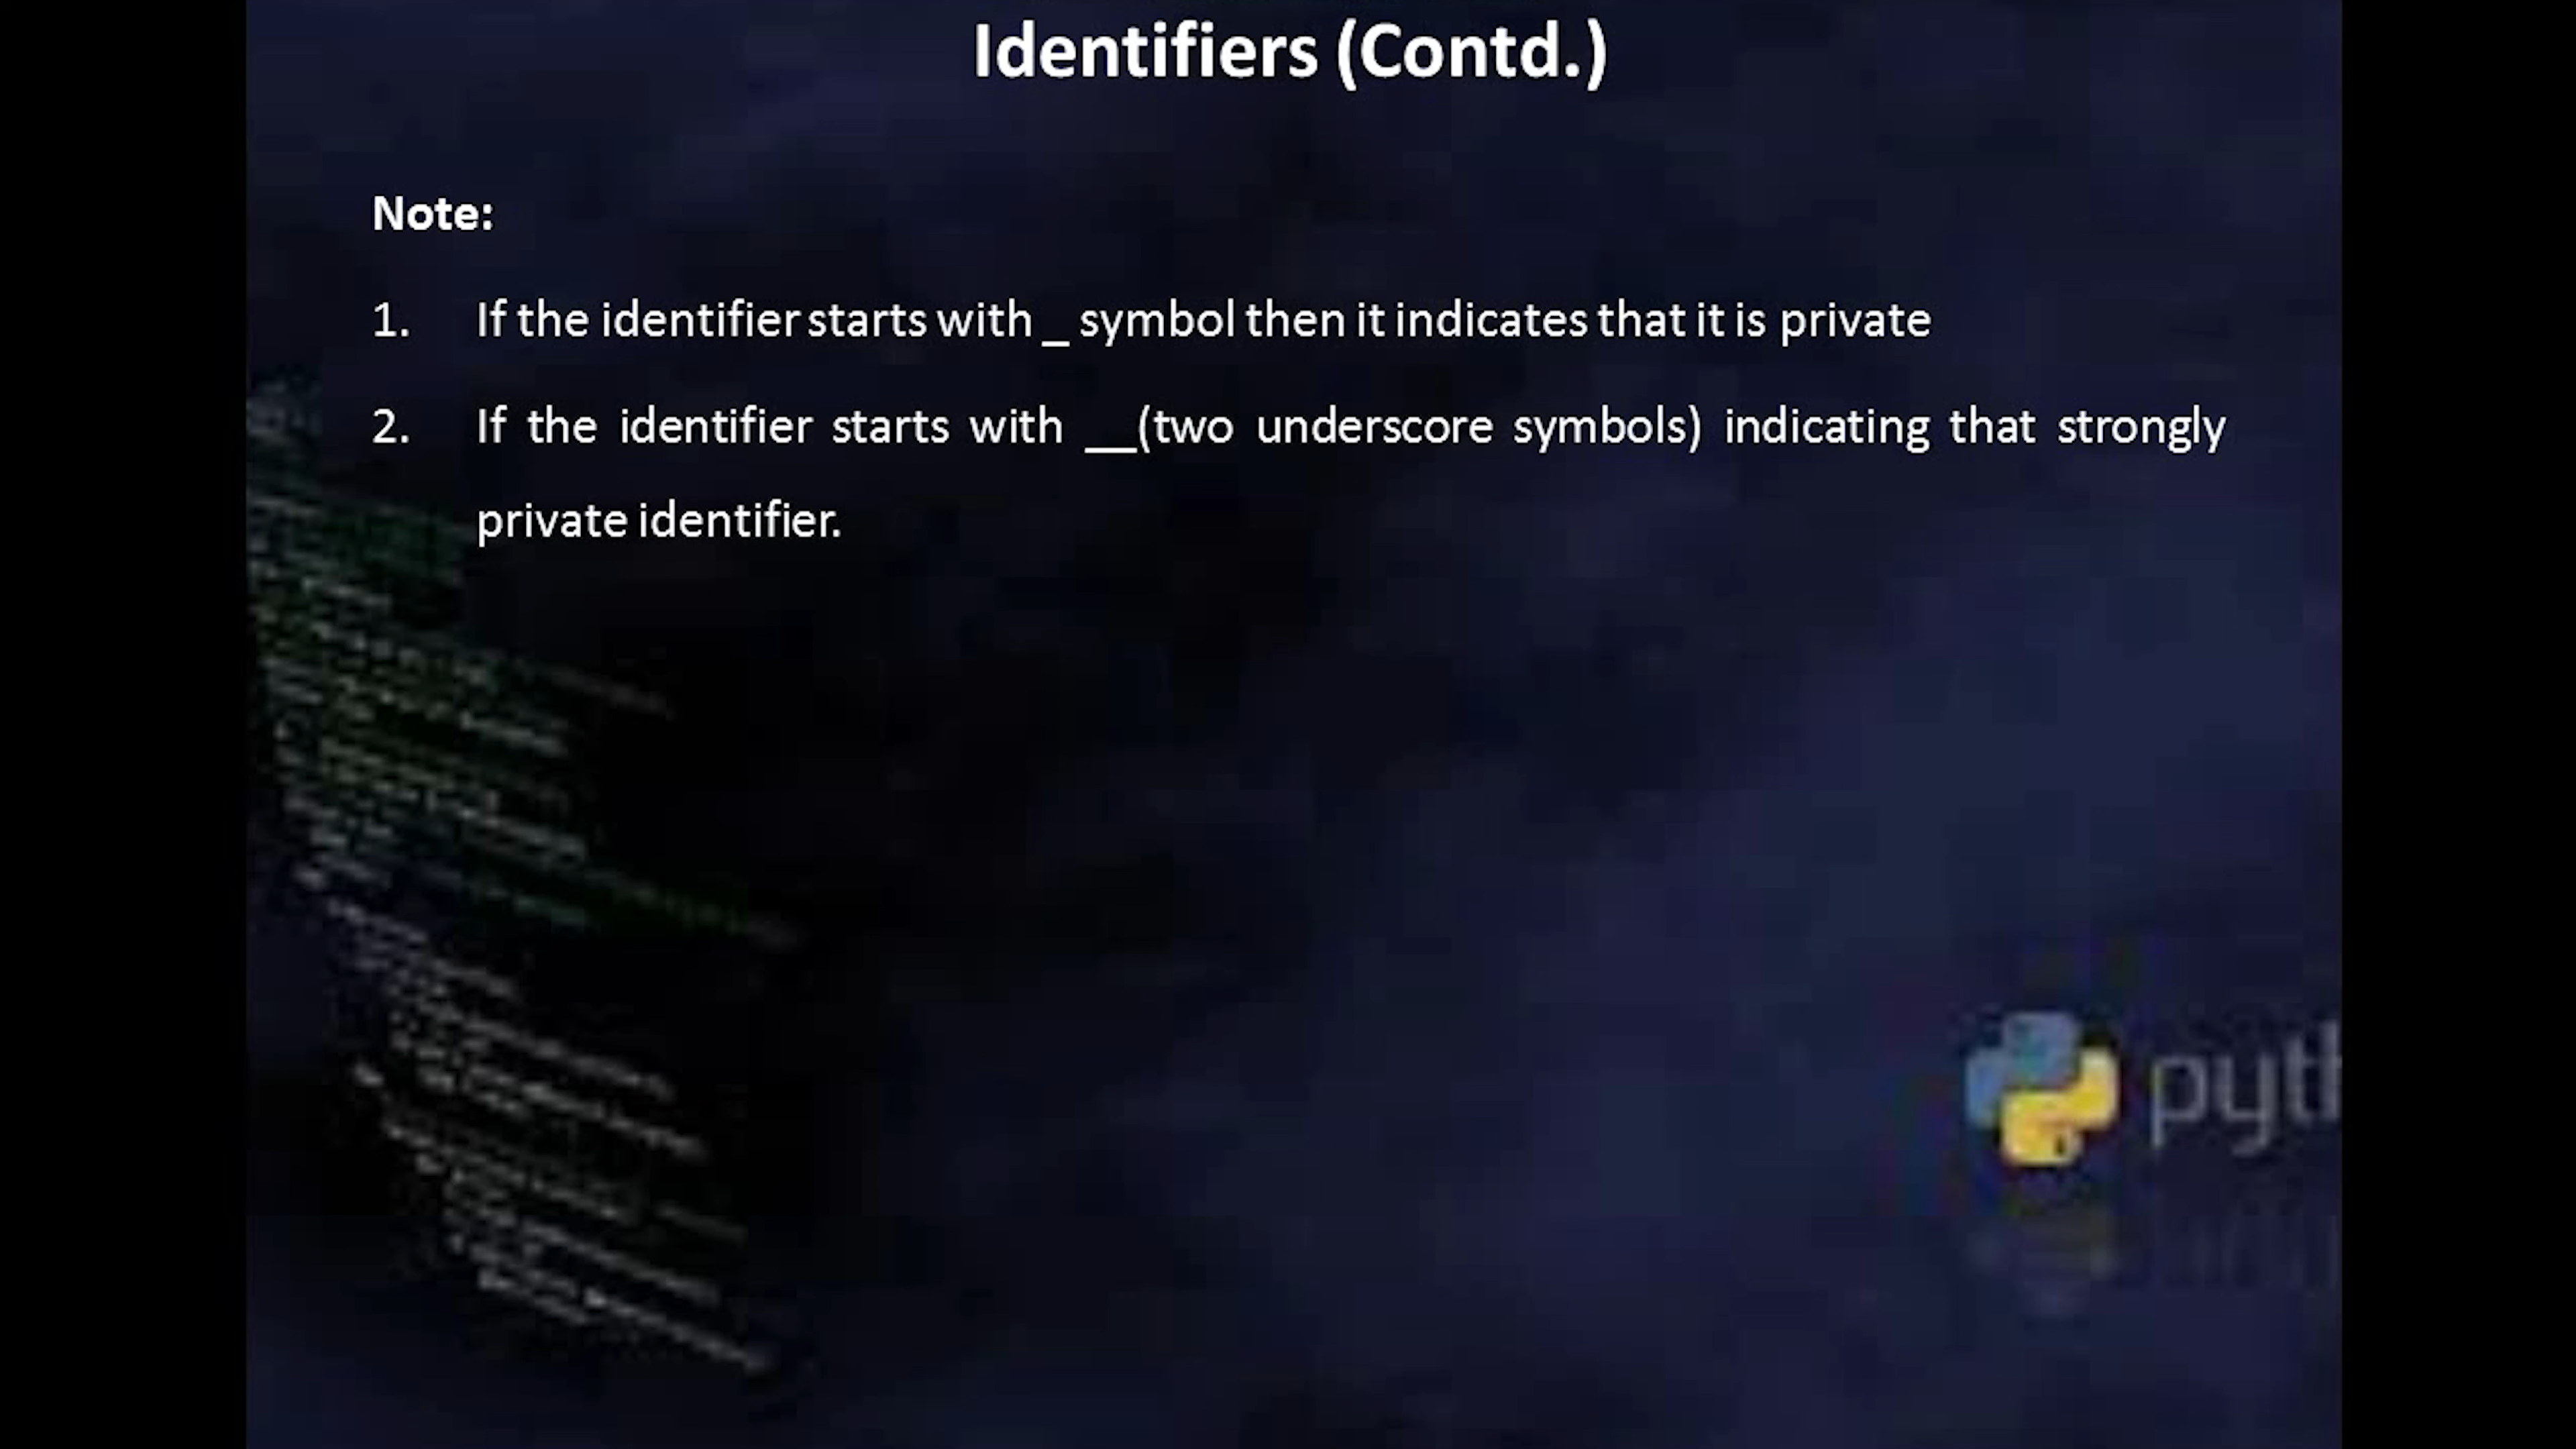 Identifiers (Contd.)
Note:
1. If the identifier starts with _ symbol then it indicates that it is private
2. If the identifier starts with __(two underscore symbols) indicating that strongly
private identifier.
pyth